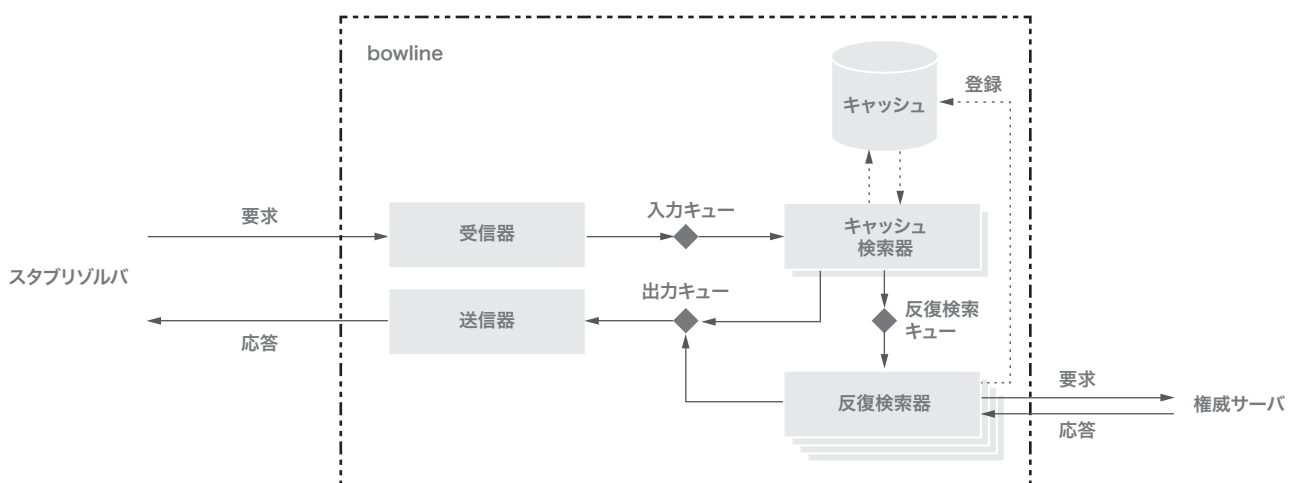 bowline
登録
キャッシュ
要求
受信器
入力キュー
キャッシュ
検索器
スタブリゾルバ
出力キュー
送信器
反復検索
キュー
応答
反復検索器
要求
権威サーバ
応答